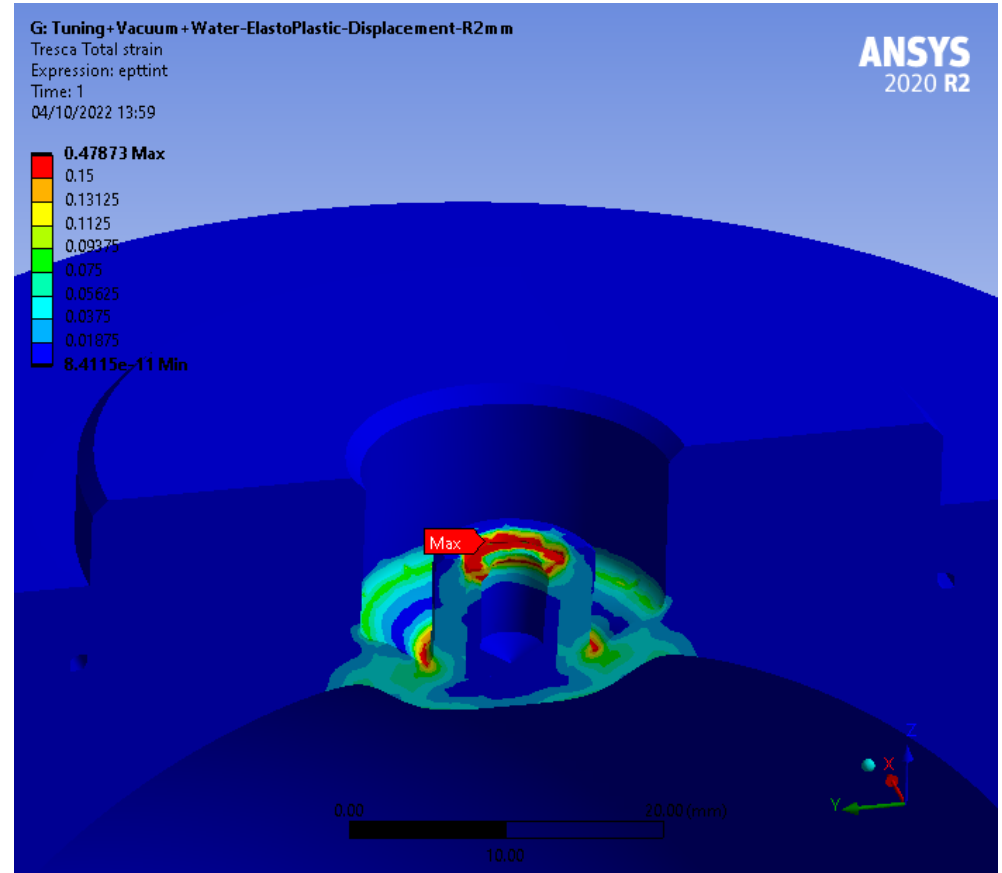 G: Tuning+Vacuum+Water-ElastoPlastic-Displacement-R2mm
Tresca Total strain
Expression: epttint
Time: 1
04/10/2022 13:59
ANSYS
2020 R2
0.47873 Max
0.15
0.13125
0.1125
0.09375
0.075
0.05625
0.0375
0.01875
8.4115e-11 Min
Max
Z
X
Y
0.00
20.00 (mm)
10.00